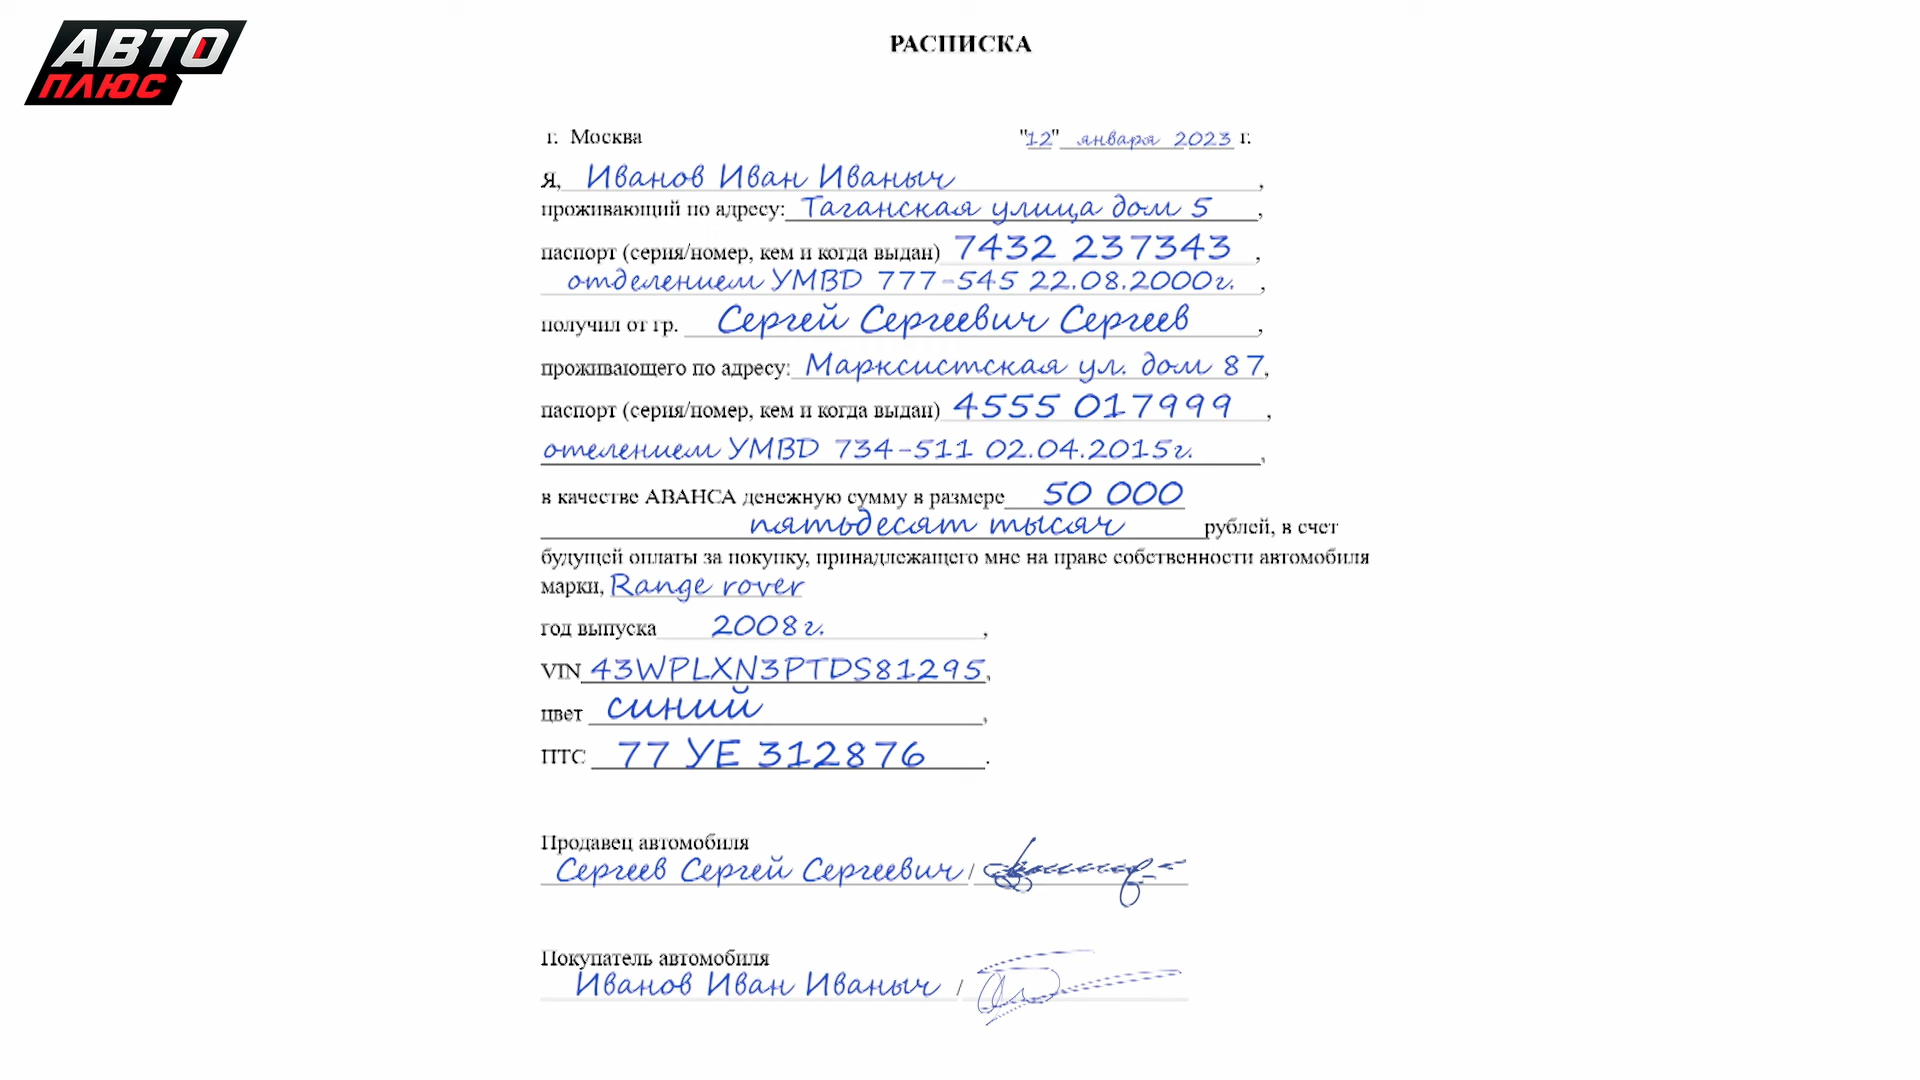 АВТО
ПЛЮС
РАСПИСКА
г. Москва "12" января 2023 г.
Я, Иванов Иван Иваныч,
проживающий по адресу: Таганская улица дом 5,
паспорт (серия/номер, кем и когда выдан) 7432 237343,
отделением УМВD 777-545 22.08.2000г.,
получил от гр. Сергей Сергеевич Сергеев,
проживающего по адресу: Марксистская ул. дом 87,
паспорт (серия/номер, кем и когда выдан) 4555 017999,
отелением УМВD 734-511 02.04.2015г.,
в качестве АВАНСА денежную сумму в размере 50 000
пятьдесят тысяч рублей, в счет
будущей оплаты за покупку, принадлежащего мне на праве собственности автомобиля
марки, Range rover
год выпуска 2008г.,
VIN 43WPLXN3PTDS81295,
цвет синий,
ПТС 77 УЕ 312876.
Продавец автомобиля
Сергеев Сергей Сергеевич /
Покупатель автомобиля
Иванов Иван Иваныч /